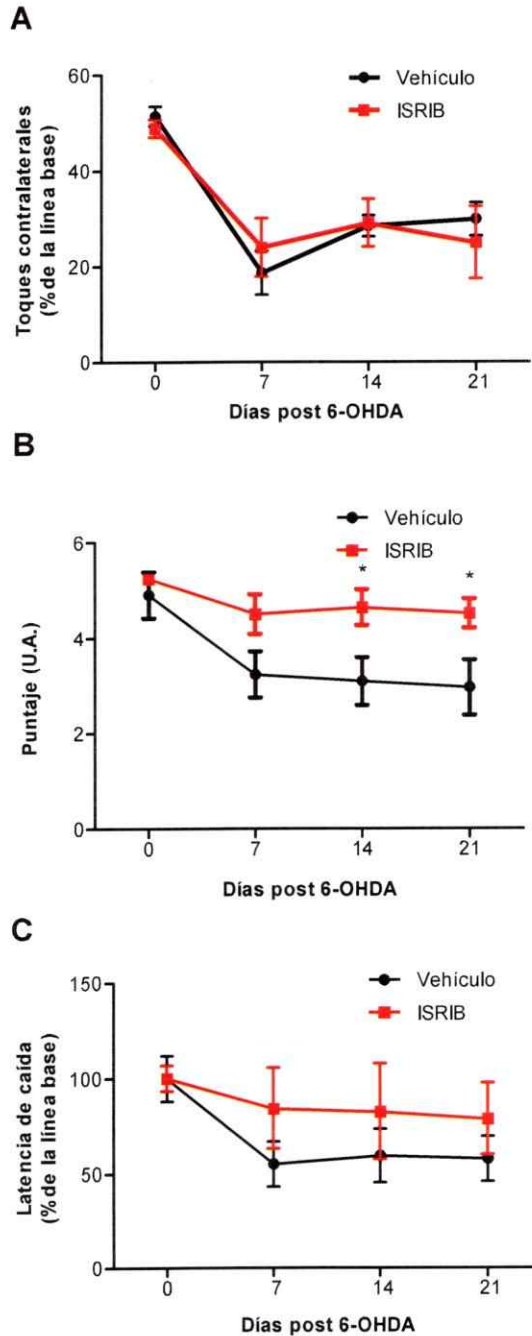 A
Vehículo
ISRIB
Toques contralaterales
(% de la línea base)
60
40
20
0
0 7 14 21
Días post 6-OHDA
B
Vehículo
ISRIB
* *
Puntaje (U.A.)
6
4
2
0
0 7 14 21
Días post 6-OHDA
C
Vehículo
ISRIB
Latencia de caída
(% de la línea base)
150
100
50
0
0 7 14 21
Días post 6-OHDA